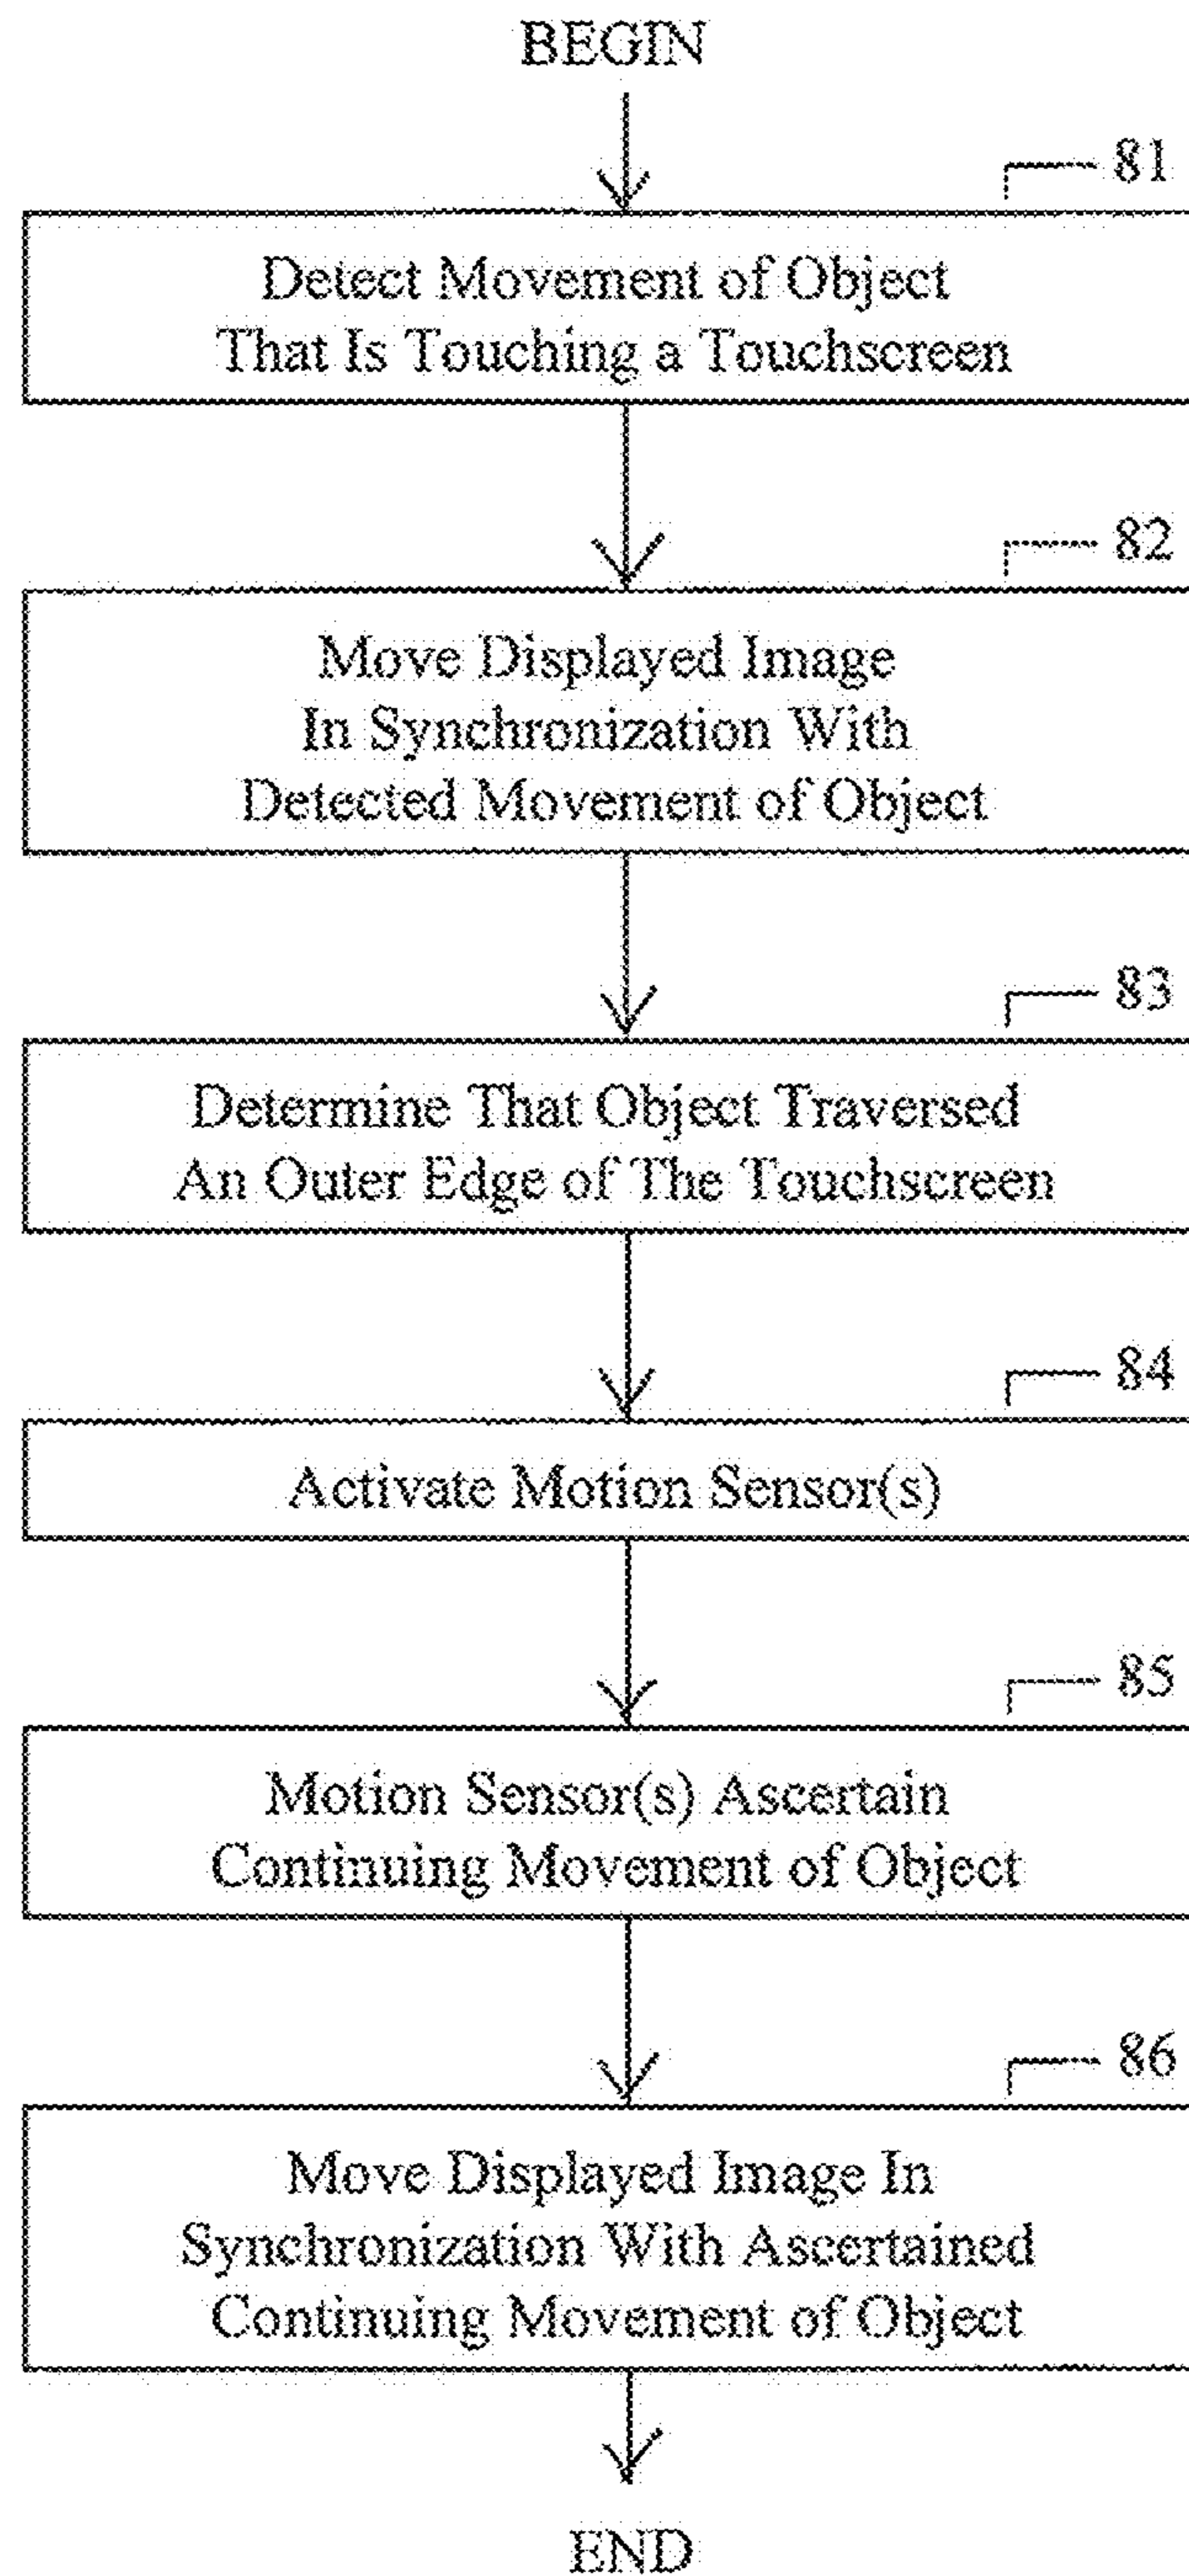 BEGIN
81
Detect Movement of Object
That Is Touching a Touchscreen
82
Move Displayed Image
In Synchronization With
Detected Movement of Object
83
Determine That Object Traversed
An Outer Edge of The Touchscreen
84
Activate Motion Sensor(s)
85
Motion Sensor(s) Ascertain
Continuing Movement of Object
86
Move Displayed Image In
Synchronization With Ascertained
Continuing Movement of Object
END